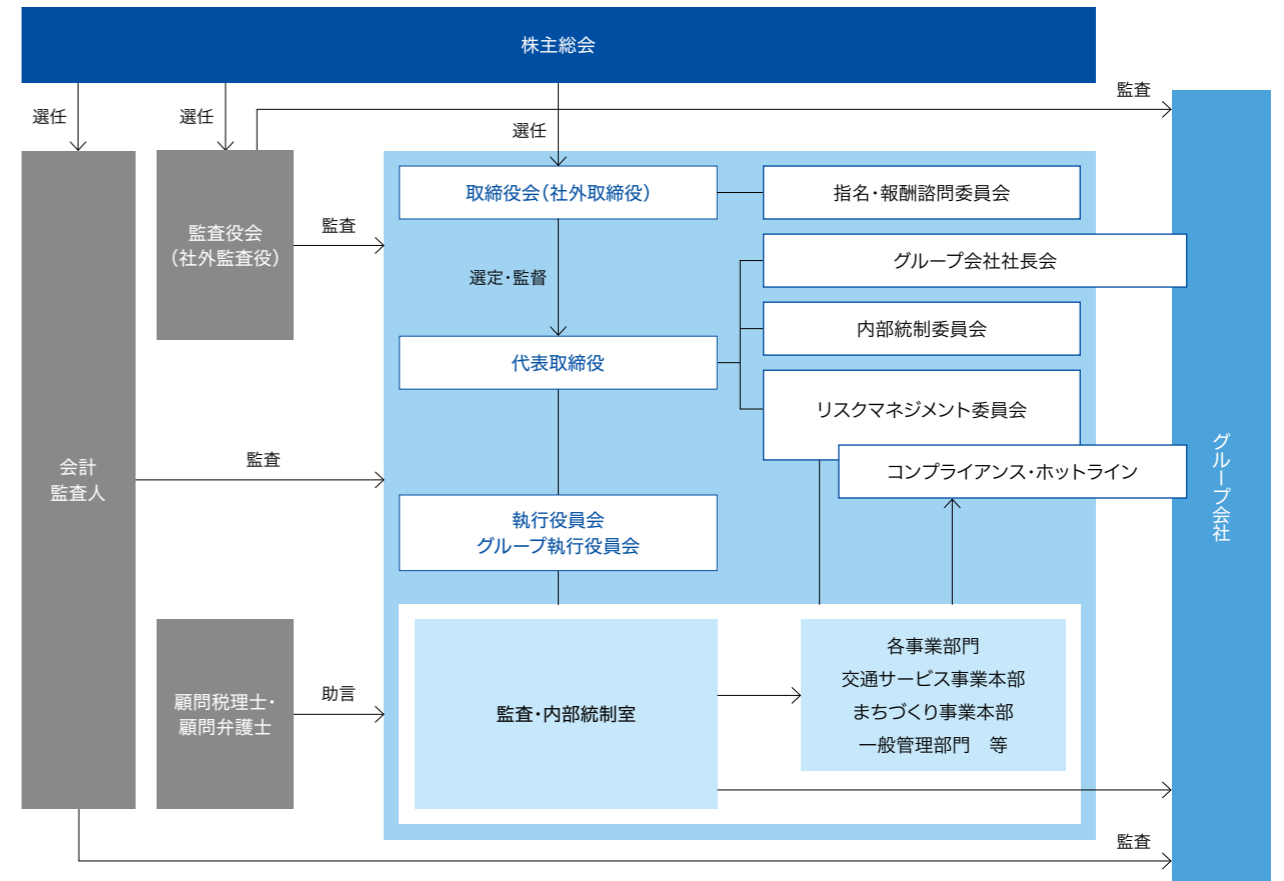 株主総会
監査
選任
選任
選任
取締役会(社外取締役)
指名・報酬諮問委員会
監査役会
(社外監査役)
監査
グループ会社社長会
選定・監督
内部統制委員会
代表取締役
リスクマネジメント委員会
会計
監査人
監査
コンプライアンス・ホットライン
グループ会社
執行役員会
グループ執行役員会
顧問税理士・
顧問弁護士
助言
監査・内部統制室
各事業部門
交通サービス事業本部
まちづくり事業本部
一般管理部門　等
監査